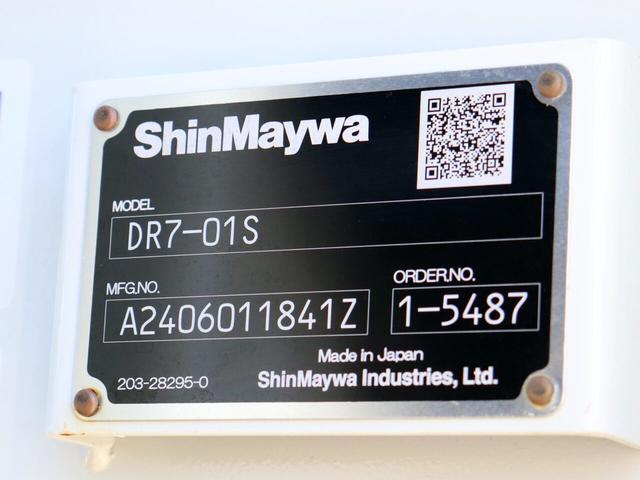 ShinMaywa
MODEL
DR7-01S
MFG.NO.
ORDER.NO.
A2406011841Z
1-5487
Made in Japan
203-28295-0
ShinMaywa Industries, Ltd.